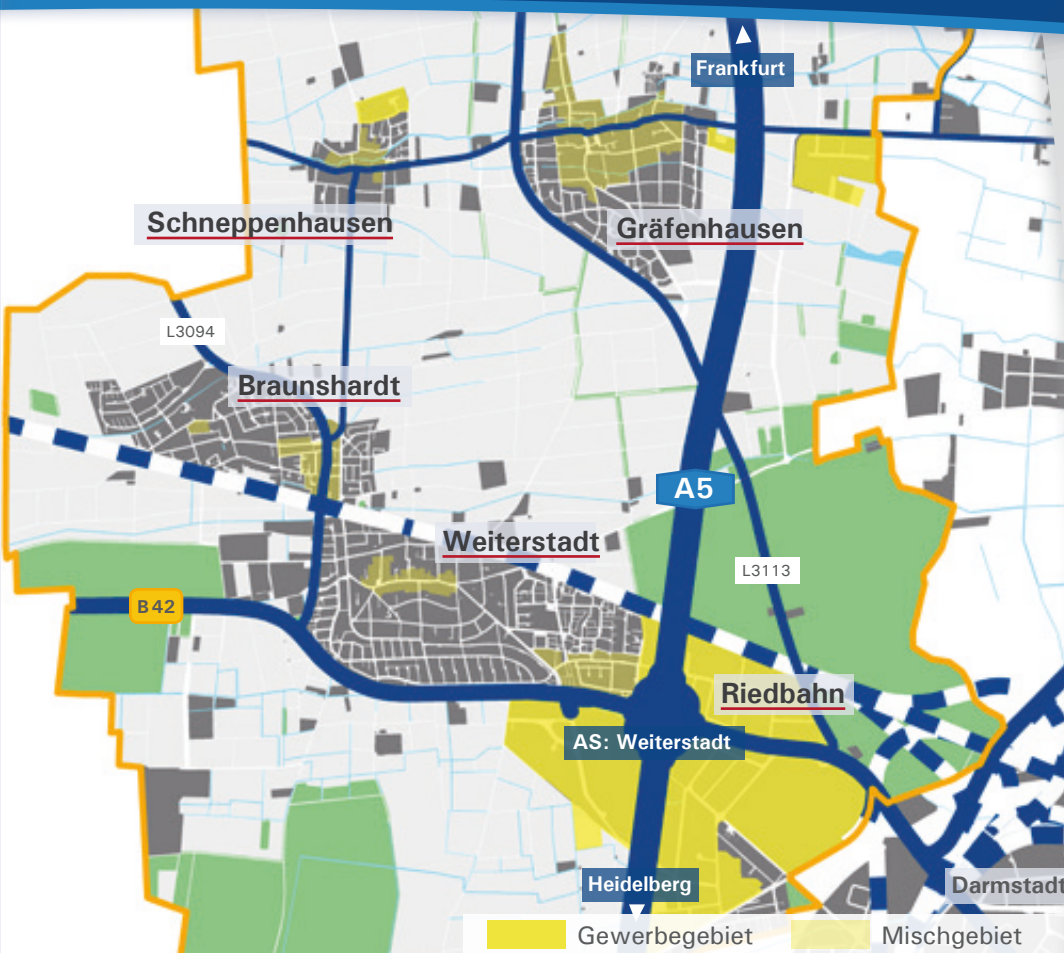 Frankfurt
Schneppenhausen
Gräfenhausen
L3094
Braunshardt
A5
Weiterstadt
L3113
B42
Riedbahn
AS: Weiterstadt
Heidelberg
Darmstadt
Gewerbegebiet
Mischgebiet